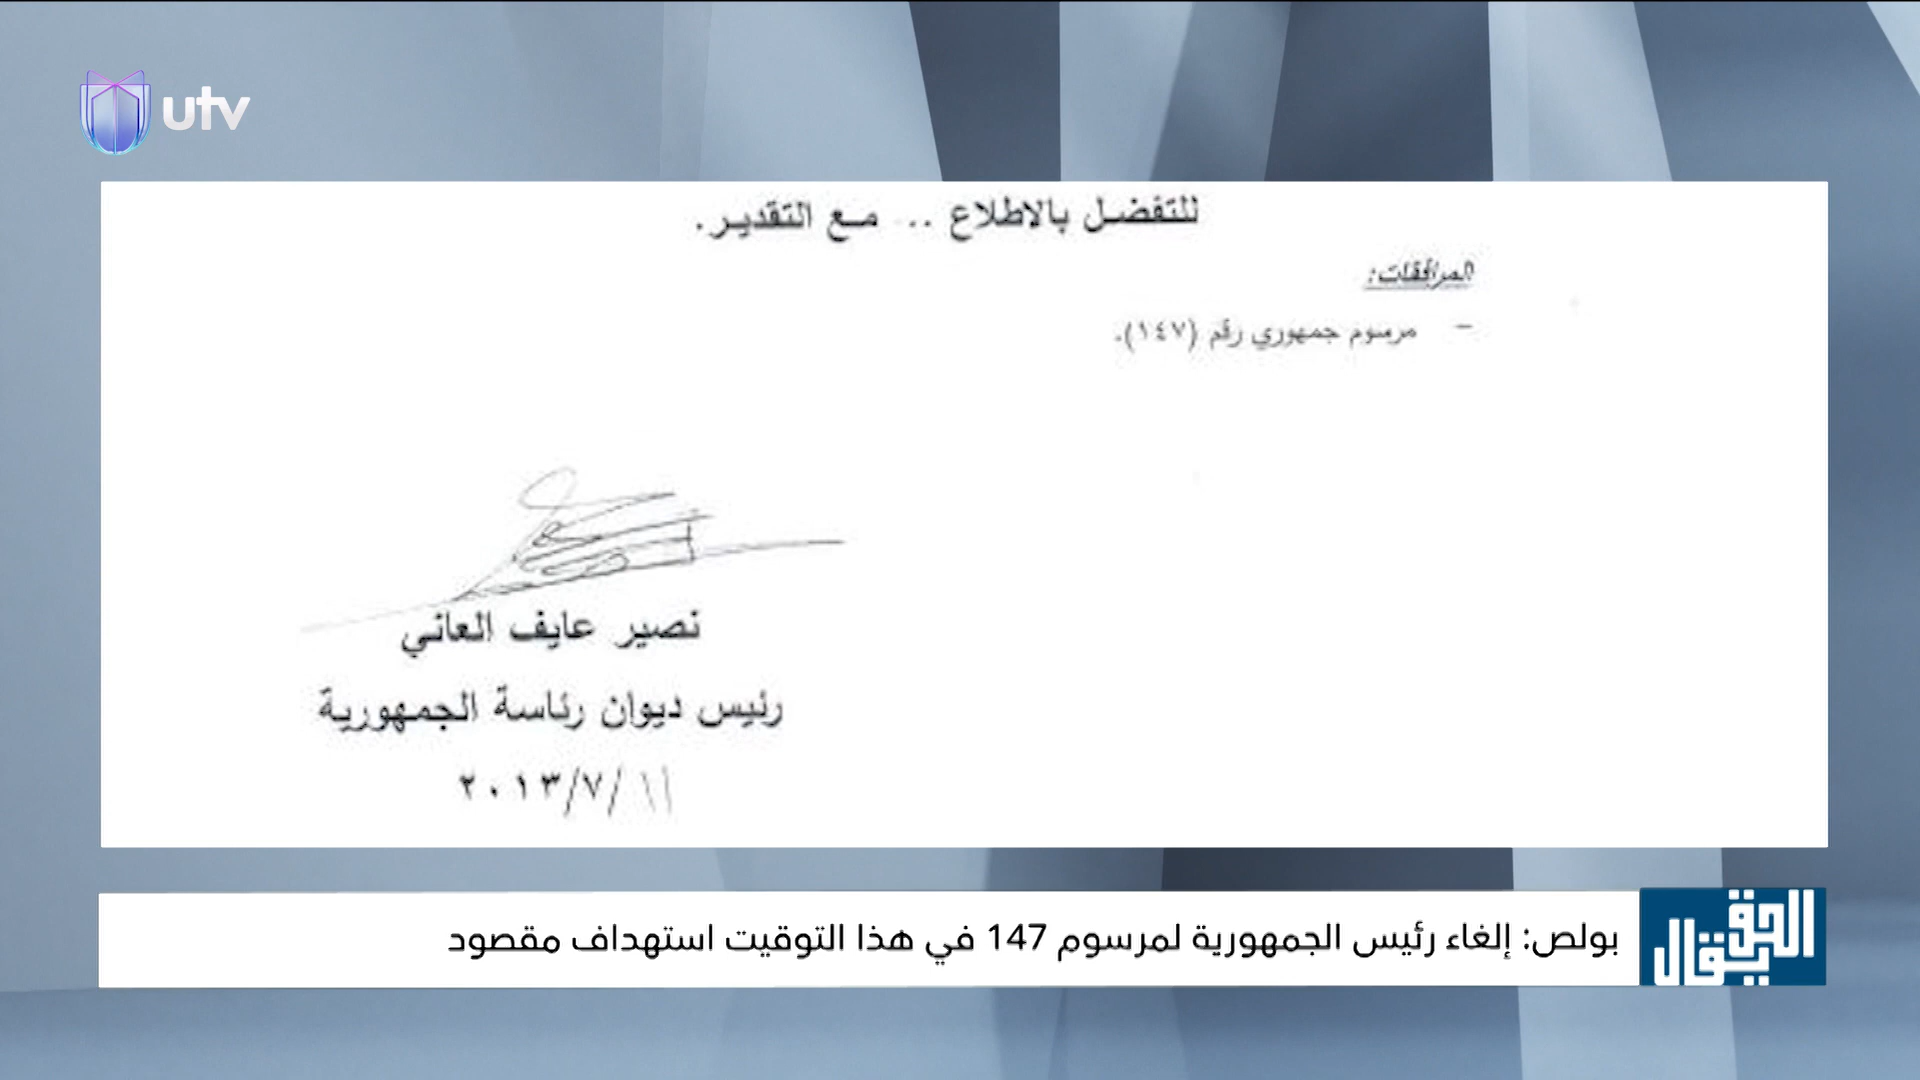 utv
للتفضل بالاطلاع .. مع التقدير.
المرافقات:
- مرسوم جمهوري رقم (١٤٧).
نصير عايف العاني
رئيس ديوان رئاسة الجمهورية
٢٠١٣/٧/١١
بولص: إلغاء رئيس الجمهورية لمرسوم 147 في هذا التوقيت استهداف مقصود
الحق يقال